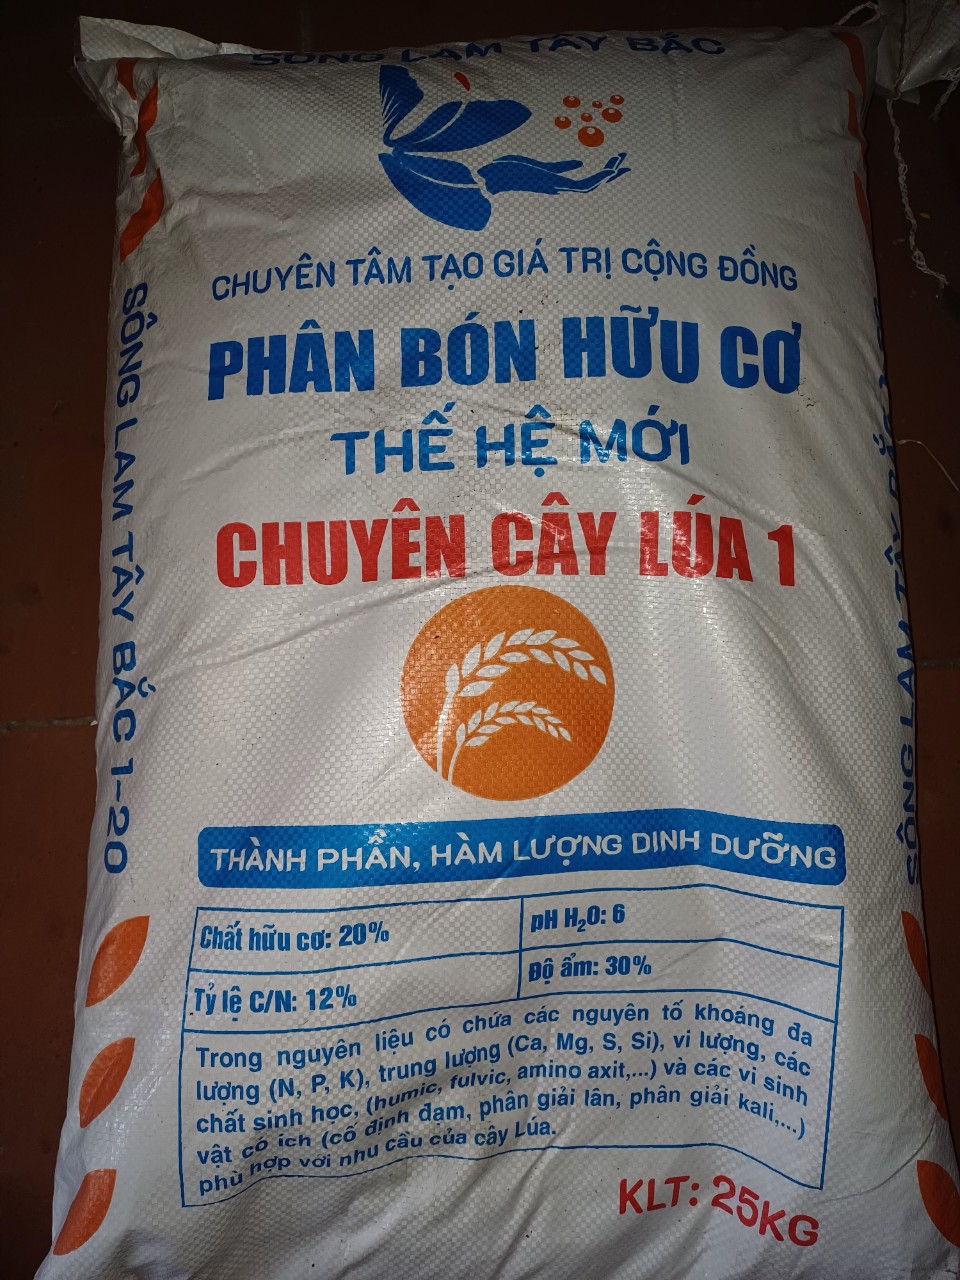 SÔNG LAM TÂY BẮC
CHUYÊN TÂM TẠO GIÁ TRỊ CỘNG ĐỒNG
PHÂN BÓN HỮU CƠ
THẾ HỆ MỚI
CHUYÊN CÂY LÚA 1
THÀNH PHẦN, HÀM LƯỢNG DINH DƯỠNG
Chất hữu cơ: 20%
pH H₂O: 6
Tỷ lệ C/N: 12%
Độ ẩm: 30%
Trong nguyên liệu có chứa các nguyên tố khoáng đa
lượng (N, P, K), trung lượng (Ca, Mg, S, Si), vi lượng, các
chất sinh học, (humic, fulvic, amino axit,...) và các vi sinh
vật có ích (cố định đạm, phân giải lân, phân giải kali,...)
phù hợp với nhu cầu của cây Lúa.
KLT: 25KG
SÔNG LAM TÂY BẮC 1-20
SÔNG LAM TÂY BẮC